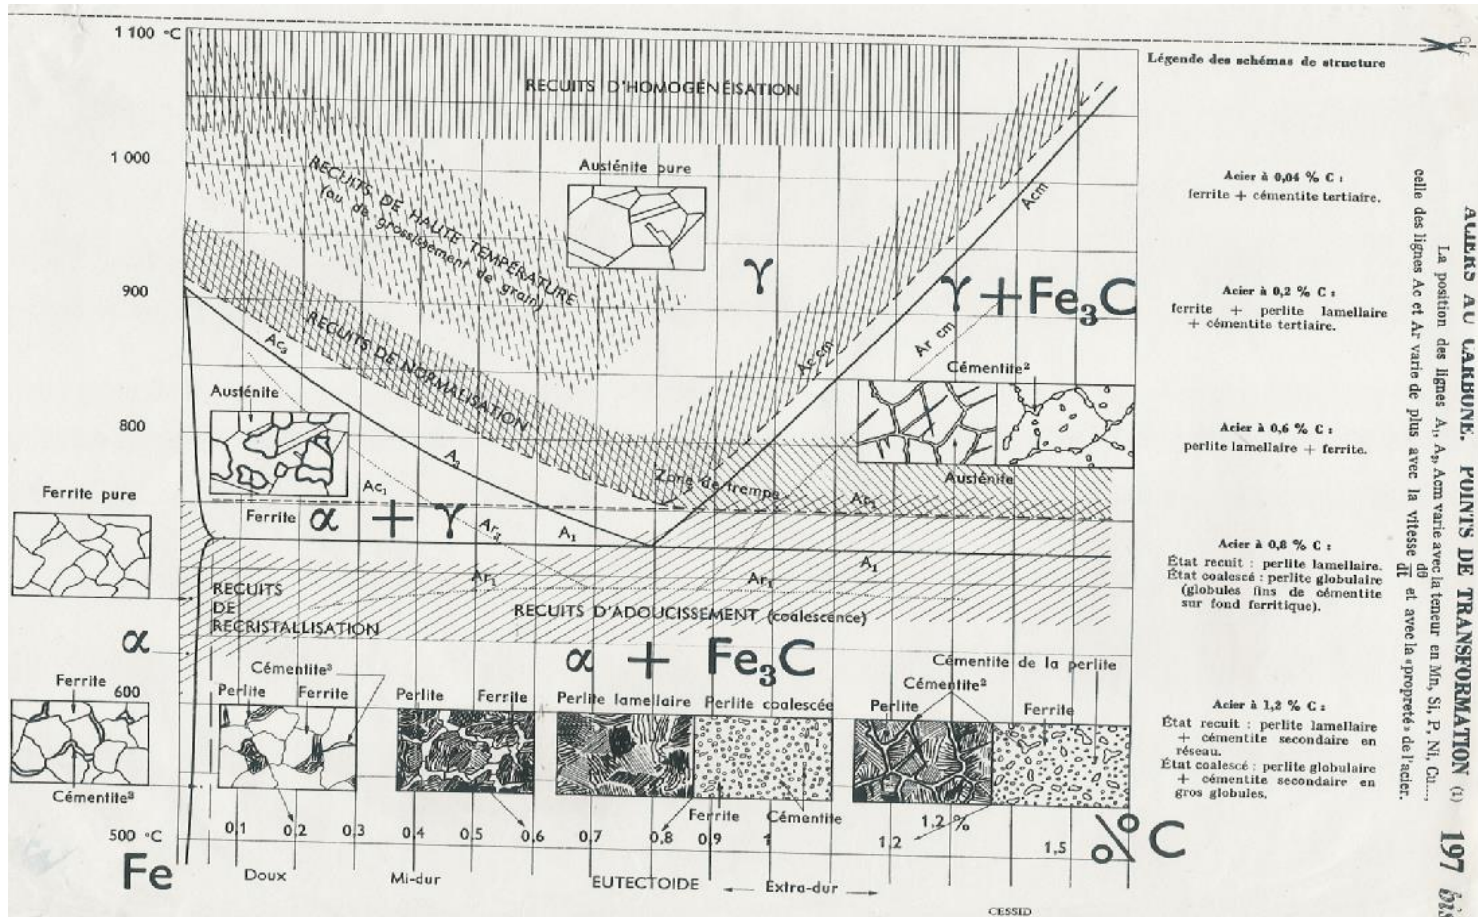 1 100 °C
RECUITS D'HOMOGÉNÉISATION
1 000
RECUITS DE HAUTE TEMPÉRATURE
(ou de grossissement de grain)
Austénite pure
γ
Acm
900
γ + Fe₃C
RECUITS DE NORMALISATION
Ac₃
Ac cm
Ar cm
Cémentite²
Austénite
800
A₃
Zone de trempe
Ac₁
Austénite
Ac₁
Ferrite pure
Ferrite
α + γ
Ar₃
A₁
A₁
Ar₁
Ar₁
RECUITS
DE
RECRISTALLISATION
RECUITS D'ADOUCISSEMENT (coalescence)
α
α + Fe₃C
Cémentite de la perlite
Cémentite³
Cémentite²
Ferrite
600
Perlite
Ferrite
Perlite
Ferrite
Perlite lamellaire
Perlite coalescée
Perlite
Ferrite
Cémentite³
Ferrite
Cémentite
1,2 %
500 °C
0,1
0,2
0,3
0,4
0,5
0,6
0,7
0,8
0,9
1
1,2
1,5
% C
Fe
Doux
Mi-dur
EUTECTOIDE
Extra-dur
CESSID
Légende des schémas de structure
Acier à 0,04 % C :
ferrite + cémentite tertiaire.
Acier à 0,2 % C :
ferrite + perlite lamellaire
+ cémentite tertiaire.
Acier à 0,6 % C :
perlite lamellaire + ferrite.
Acier à 0,8 % C :
État recuit : perlite lamellaire.
État coalescé : perlite globulaire
(globules fins de cémentite
sur fond ferritique).
Acier à 1,2 % C :
État recuit : perlite lamellaire
+ cémentite secondaire en
réseau.
État coalescé : perlite globulaire
+ cémentite secondaire en
gros globules.
ACIERS AU CARBONE. POINTS DE TRANSFORMATION (1) 197 bis
La position des lignes A₁, A₃, Acm varie avec la teneur en Mn, Si, P, Ni, Cu...,
celle des lignes Ac et Ar varie de plus avec la vitesse dθ/dt et avec la «propreté» de l'acier.